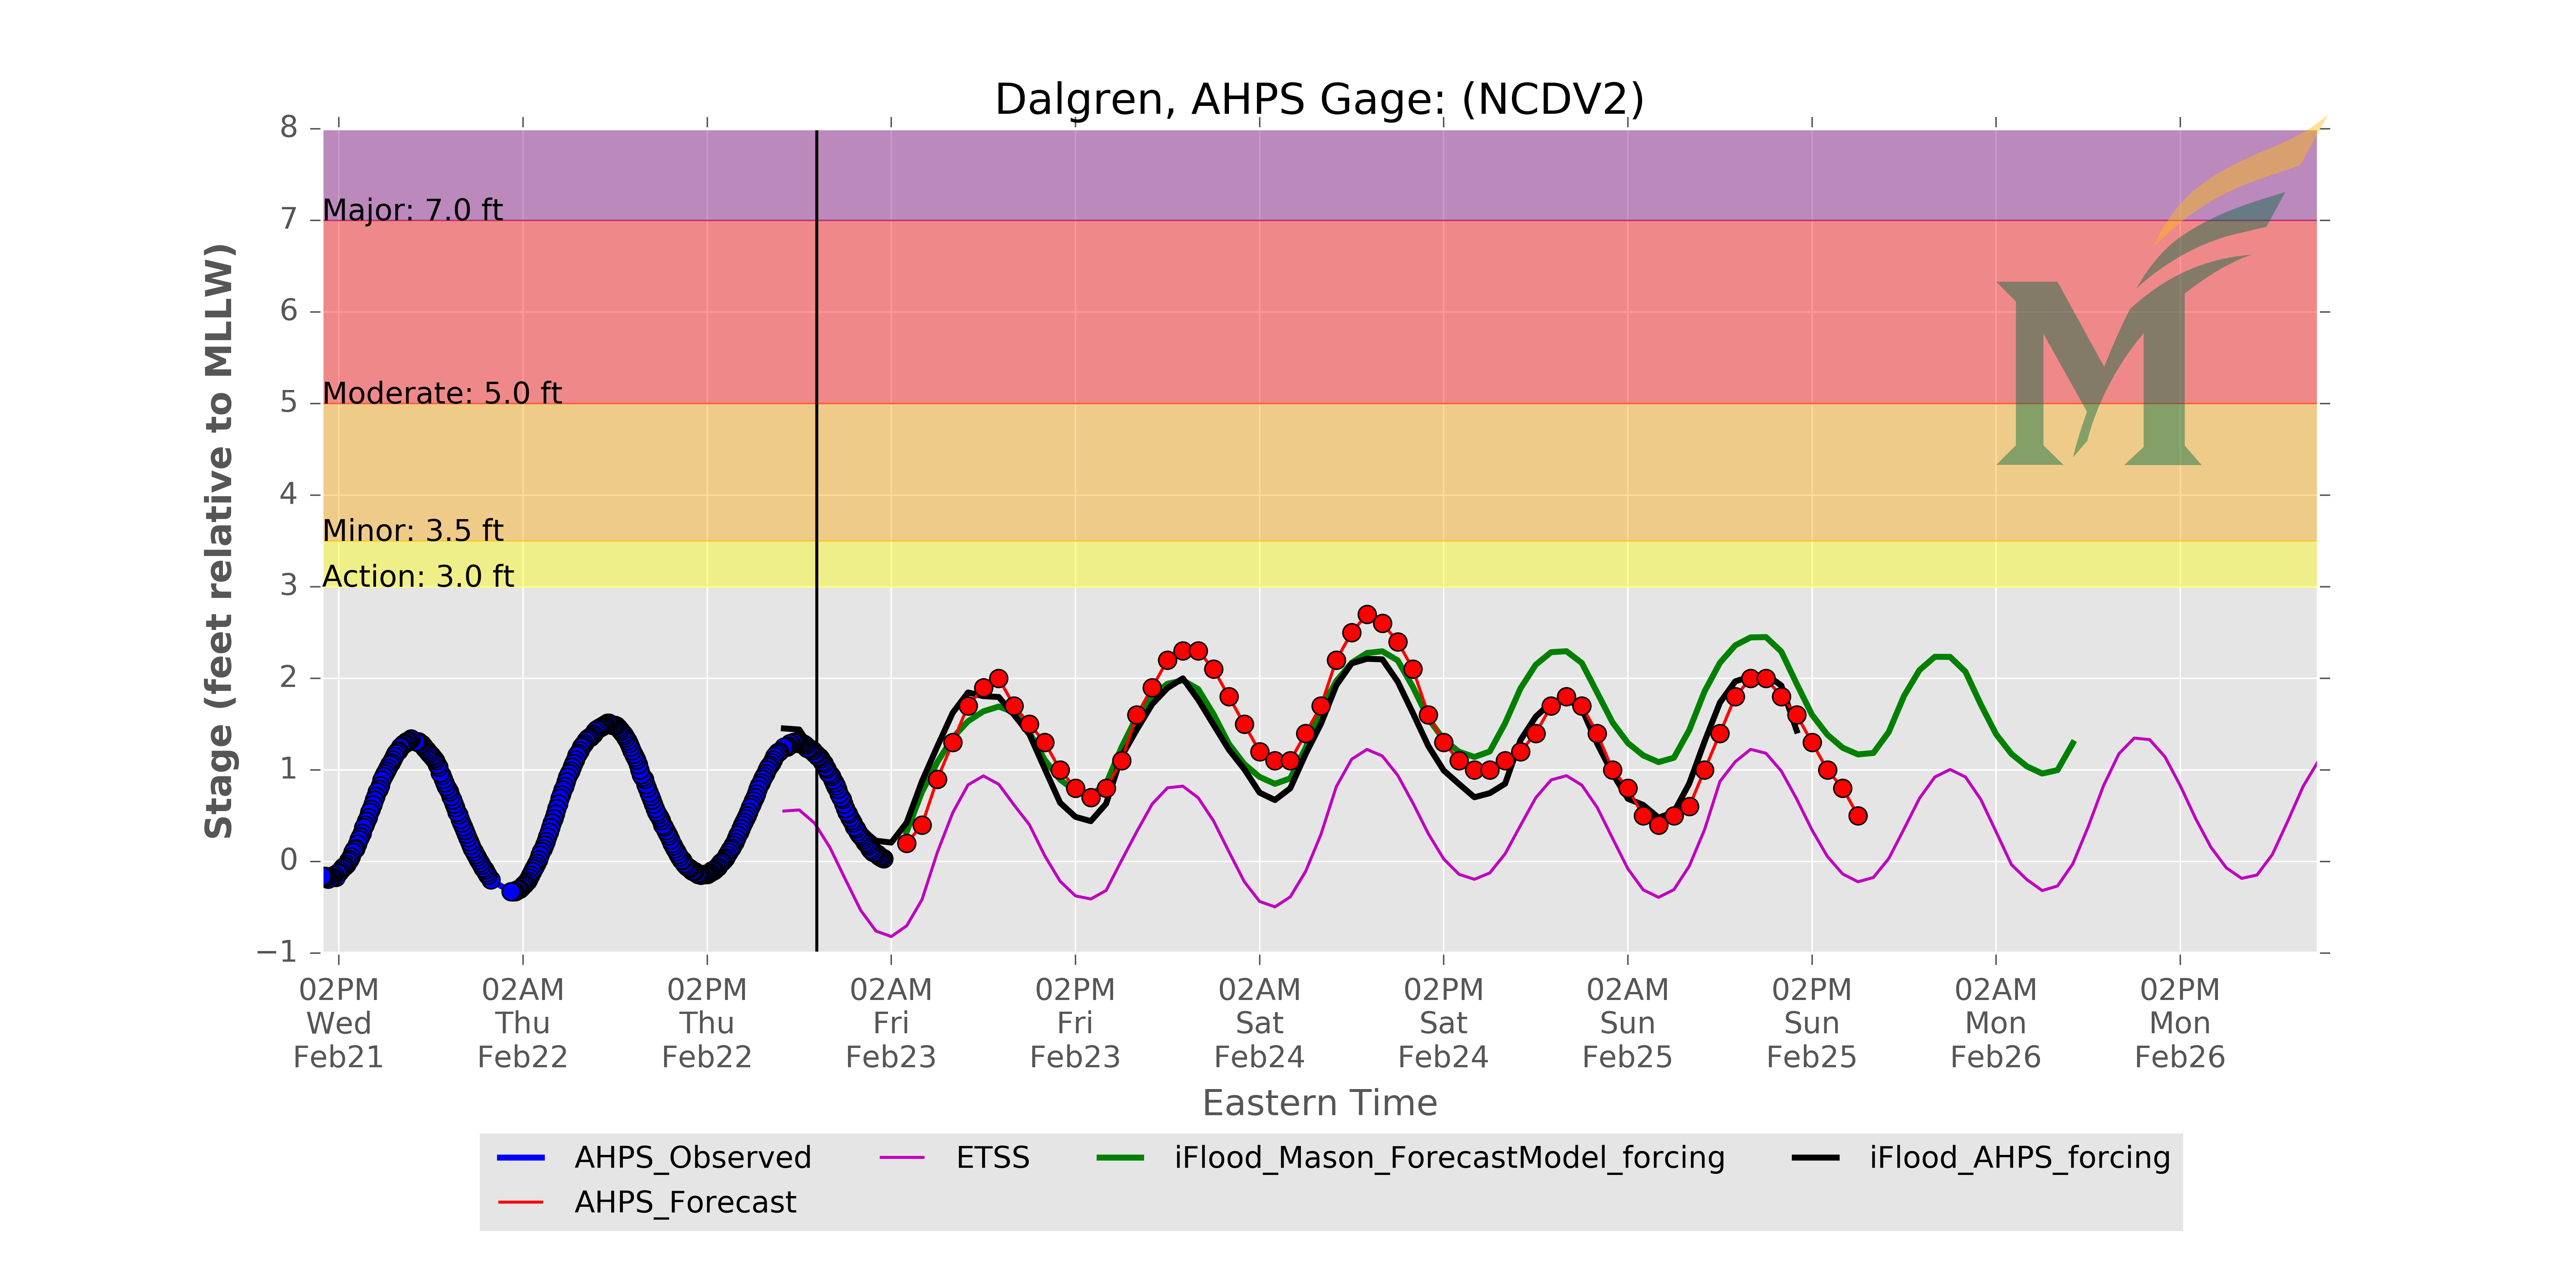 Dalgren, AHPS Gage: (NCDV2)
8
7
6
5
4
3
2
1
0
−1
Stage (feet relative to MLLW)
Major: 7.0 ft
Moderate: 5.0 ft
Minor: 3.5 ft
Action: 3.0 ft
M
02PM 02AM 02PM 02AM 02PM 02AM 02PM 02AM 02PM 02AM 02PM
Wed Thu Thu Fri Fri Sat Sat Sun Sun Mon Mon
Feb21 Feb22 Feb22 Feb23 Feb23 Feb24 Feb24 Feb25 Feb25 Feb26 Feb26
Eastern Time
AHPS_Observed ETSS iFlood_Mason_ForecastModel_forcing iFlood_AHPS_forcing
AHPS_Forecast